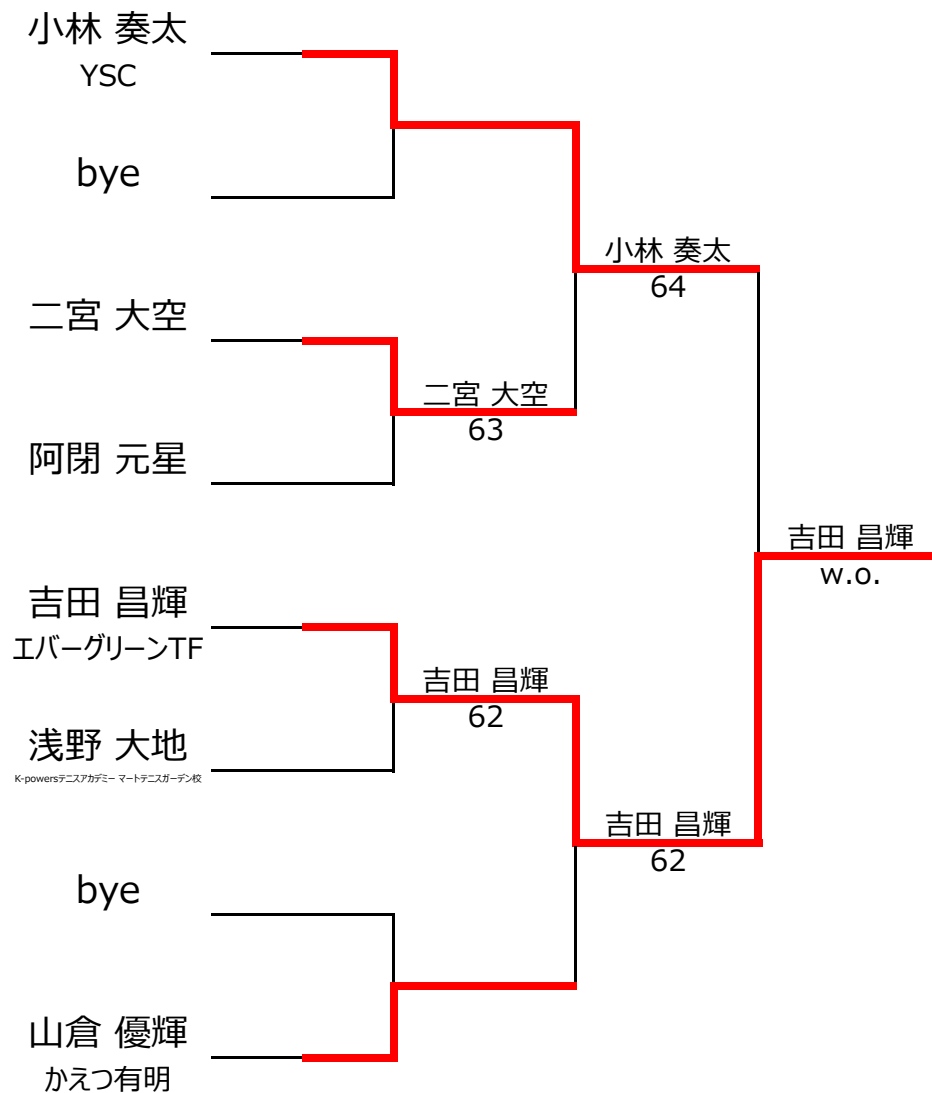 小林 奏太
YSC
bye
二宮 大空
阿閉 元星
吉田 昌輝
エバーグリーンTF
浅野 大地
K-powersテニスアカデミー マートテニスガーデン校
bye
山倉 優輝
かえつ有明
二宮 大空
63
吉田 昌輝
62
小林 奏太
64
吉田 昌輝
62
吉田 昌輝
w.o.